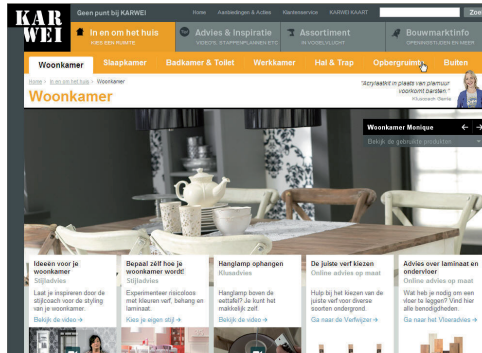 KAR
WEI
Geen punt bij KARWEI
Home
Aanbiedingen & Acties
Klantenservice
KARWEI KAART
Zoe
In en om het huis
KIES EEN RUIMTE
Advies & Inspiratie
VIDEO'S, STAPPENPLANNEN ETC
Assortiment
IN VOGELVLUCHT
Bouwmarktinfo
OPENINGSTIJDEN EN MEER
Woonkamer
Slaapkamer
Badkamer & Toilet
Werkkamer
Hal & Trap
Opbergruimte
Buiten
Home > In en om het huis > Woonkamer
"Acrylaatkit in plaats van plamuur
voorkomt barsten."
Kluscoach Gerrie
Woonkamer
Woonkamer Monique
Bekijk de gebruikte produkten
Ideeën voor je
woonkamer
Stijladvies
Laat je inspireren door de
stijlcoach voor de styling
van je woonkamer.
Bekijk de video →
Bepaal zélf hoe je
woonkamer wordt!
Stijladvies
Experimenteer risicoloos
met kleuren verf, behang en
laminaat.
Kies je eigen stijl →
Hanglamp ophangen
Klusadvies
Hanglamp boven de
eettafel? Je kunt het
makkelijk zelf.
Bekijk de video →
De juiste verf kiezen
Online advies op maat
Hulp bij het kiezen van de
juiste verf voor diverse
soorten ondergrond.
Ga naar de Verfwijzer →
Advies over laminaat en
ondervloer
Online advies op maat
Wat heb je nodig om een
vloer te leggen? Vind hier
alle benodigdheden.
Ga naar het Vloeradvies →